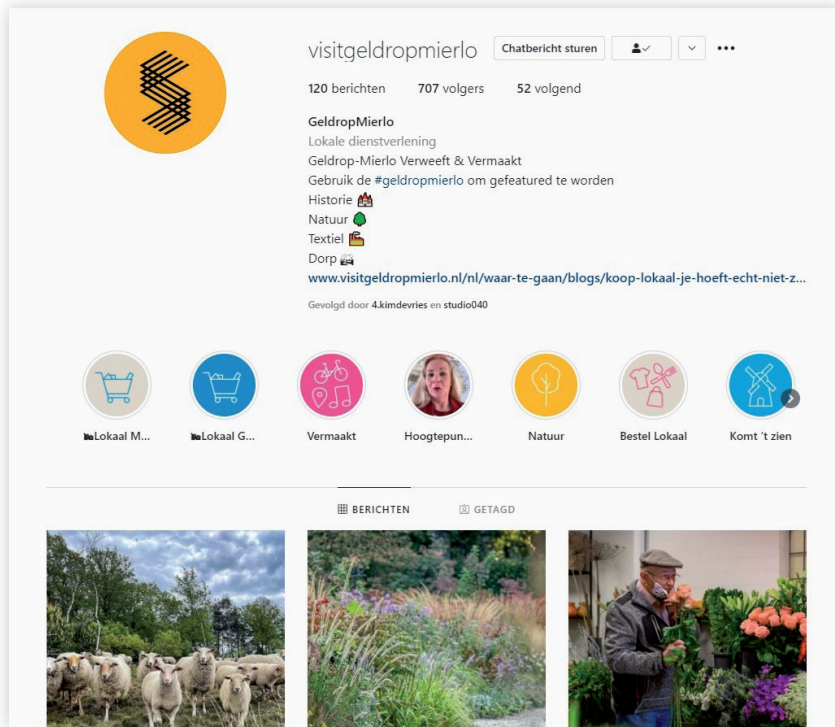 visitgeldropmierlo Chatbericht sturen
120 berichten 707 volgers 52 volgend
GeldropMierlo
Lokale dienstverlening
Geldrop-Mierlo Verweeft & Vermaakt
Gebruik de #geldropmierlo om gefeatured te worden
Historie 🏰
Natuur 🌳
Textiel 🏭
Dorp
www.visitgeldropmierlo.nl/nl/waar-te-gaan/blogs/koop-lokaal-je-hoeft-echt-niet-z...
Gevolgd door 4.kimdevries en studio040
Lokaal M... Lokaal G... Vermaakt Hoogtepun... Natuur Bestel Lokaal Komt 't zien
BERICHTEN GETAGD